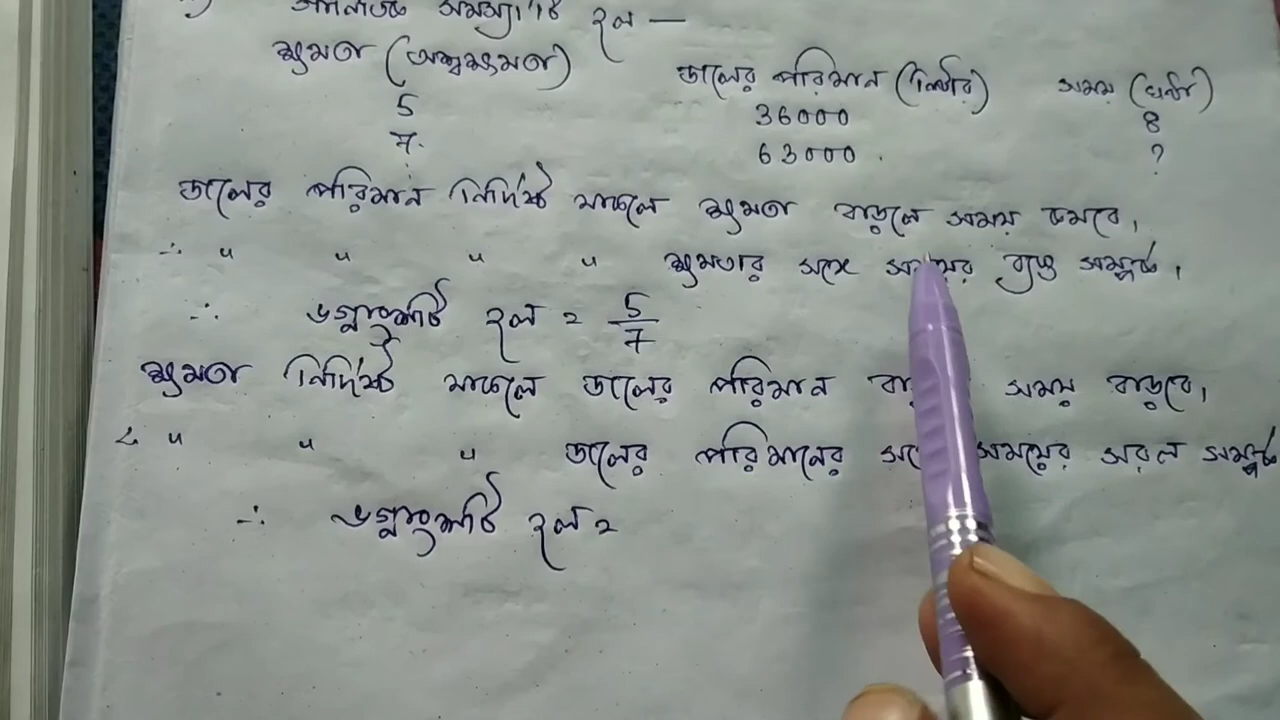 সমস্যাটি হল —
ক্ষমতা (অশ্বক্ষমতা) জলের পরিমান (লিটার) সময় (ঘন্টা)
5 36000 8
7 63000 ?
জলের পরিমান নির্দিষ্ট থাকলে ক্ষমতা বাড়লে সময় কমবে,
∴ " " " " ক্ষমতার সঙ্গে সময়ের ব্যস্ত সম্পর্ক,
∴ ভগ্নাংশটি হল = 5/7
ক্ষমতা নির্দিষ্ট থাকলে জলের পরিমান সময় বাড়বে,
∴ " " " জলের পরিমানের সময়ের সরল সম্পর্ক
∴ ভগ্নাংশটি হল =